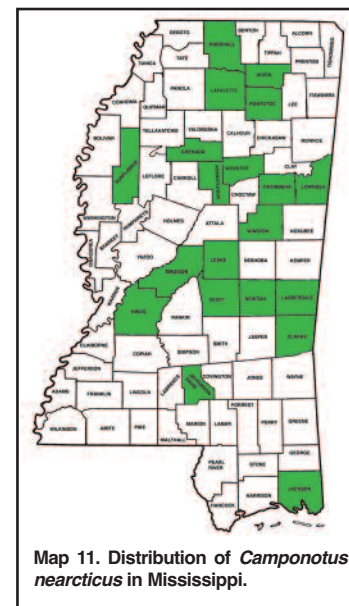 DESOTO
BENTON
ALCORN
MARSHALL
TIPPAH
TUNICA
TATE
PRENTISS
TISHOMINGO
UNION
PANOLA
LAFAYETTE
PONTOTOC
LEE
ITAWAMBA
COAHOMA
QUITMAN
BOLIVAR
TALLAHATCHIE
YALOBUSHA
CALHOUN
CHICKASAW
MONROE
GRENADA
SUNFLOWER
LEFLORE
CARROLL
MONTGOMERY
WEBSTER
CLAY
OKTIBBEHA
LOWNDES
CHOCTAW
WASHINGTON
HUMPHREYS
HOLMES
ATTALA
WINSTON
NOXUBEE
SHARKEY
ISSAQUENA
YAZOO
MADISON
LEAKE
NESHOBA
KEMPER
WARREN
HINDS
RANKIN
SCOTT
NEWTON
LAUDERDALE
CLAIBORNE
COPIAH
SIMPSON
SMITH
JASPER
CLARKE
JEFFERSON
ADAMS
FRANKLIN
LINCOLN
LAWRENCE
JEFFERSON DAVIS
COVINGTON
JONES
WAYNE
WILKINSON
AMITE
PIKE
WALTHALL
MARION
LAMAR
FORREST
PERRY
GREENE
PEARL
RIVER
STONE
GEORGE
HANCOCK
HARRISON
JACKSON
Map 11. Distribution of Camponotus
nearcticus in Mississippi.